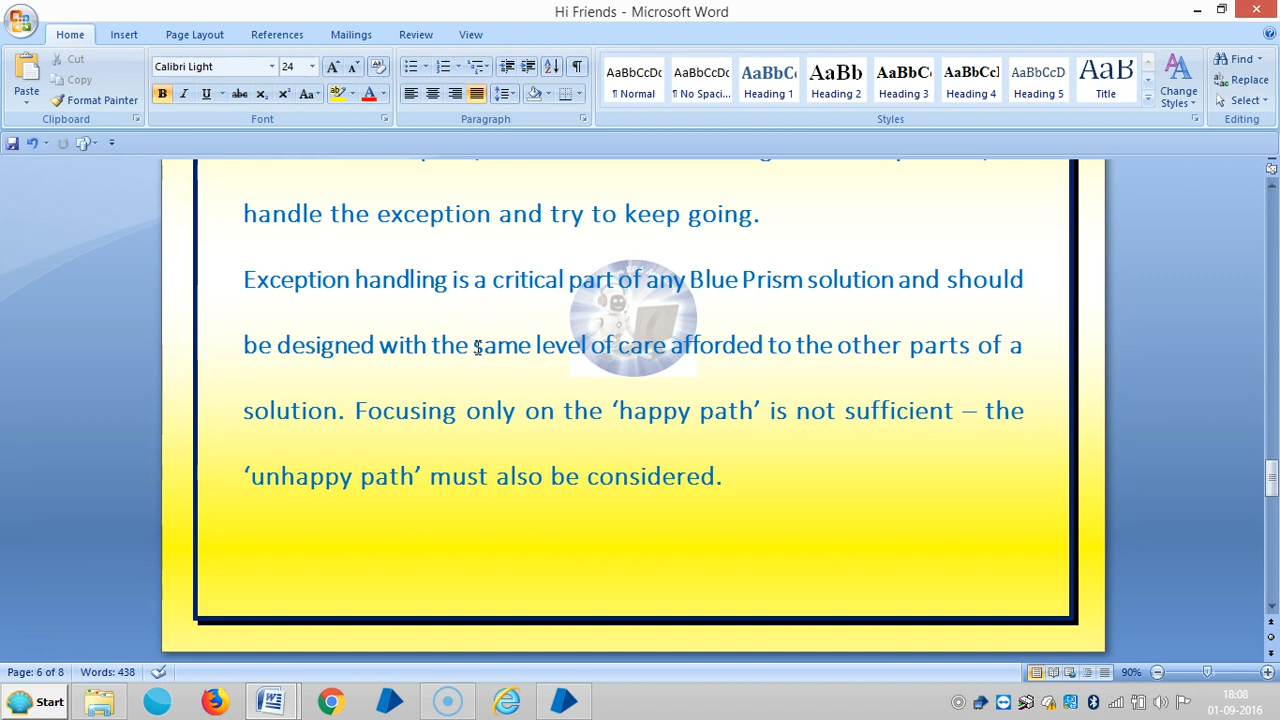 Hi Friends - Microsoft Word
Home Insert Page Layout References Mailings Review View
Paste
Cut
Copy
Format Painter
Clipboard
Calibri Light 24
Font
Paragraph
AaBbCcDc AaBbCcDc AaBbC AaBb AaBbC AaBbCcI AaBbCcD AaB
¶ Normal ¶ No Spaci... Heading 1 Heading 2 Heading 3 Heading 4 Heading 5 Title
Change Styles
Styles
Find
Replace
Select
Editing
handle the exception and try to keep going.
Exception handling is a critical part of any Blue Prism solution and should
be designed with the same level of care afforded to the other parts of a
solution. Focusing only on the ‘happy path’ is not sufficient – the
‘unhappy path’ must also be considered.
Page: 6 of 8 Words: 438 90%
Start
18:08
01-09-2016